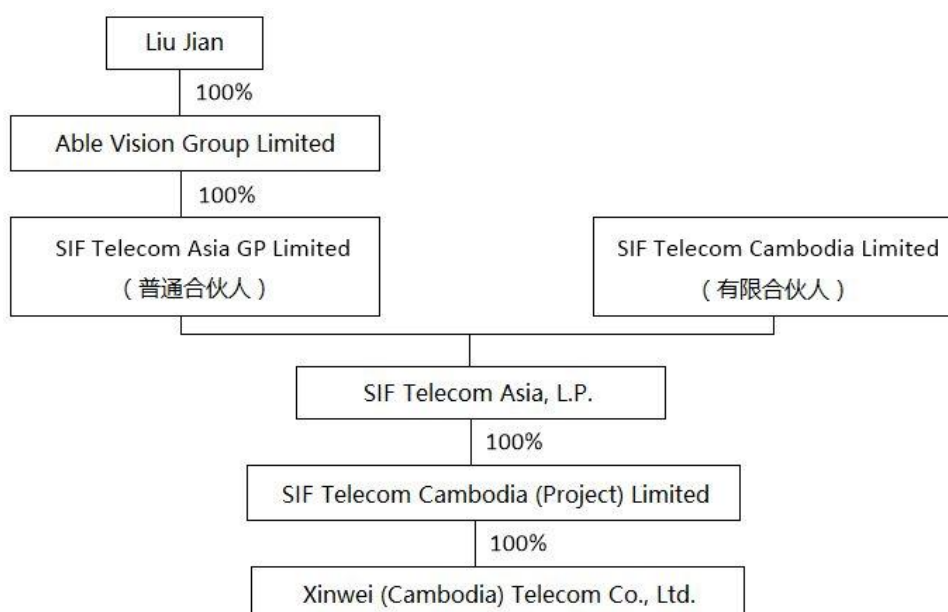 Liu Jian
100%
Able Vision Group Limited
100%
SIF Telecom Asia GP Limited
（普通合伙人）
SIF Telecom Cambodia Limited
（有限合伙人）
SIF Telecom Asia, L.P.
100%
SIF Telecom Cambodia (Project) Limited
100%
Xinwei (Cambodia) Telecom Co., Ltd.